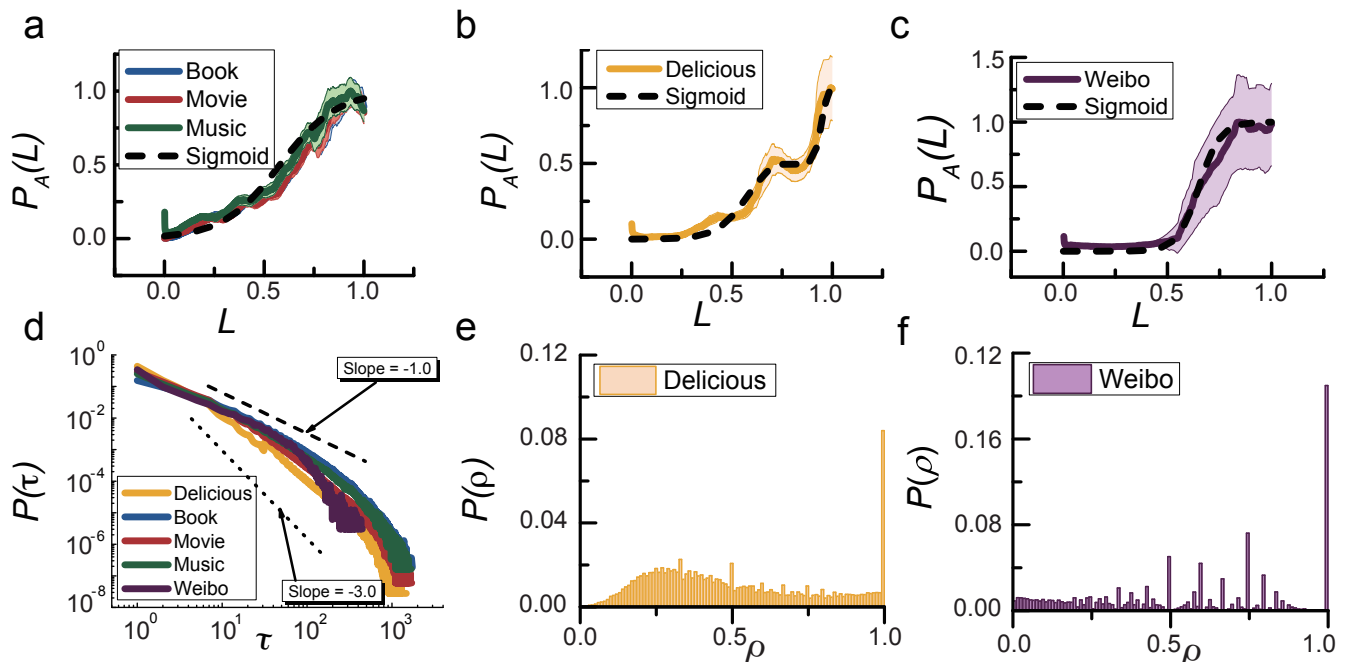 a
Book
Movie
Music
Sigmoid
1.0
0.5
0.0
P_A(L)
0.0 0.5 1.0
L
b
Delicious
Sigmoid
1.0
0.5
0.0
P_A(L)
0.0 0.5 1.0
L
c
Weibo
Sigmoid
1.5
1.0
0.5
0.0
P_A(L)
0.0 0.5 1.0
L
d
Slope = -1.0
Slope = -3.0
Delicious
Book
Movie
Music
Weibo
10^0
10^-2
10^-4
10^-6
10^-8
P(τ)
10^0 10^1 10^2 10^3
τ
e
Delicious
0.12
0.08
0.04
0.00
P(ρ)
0.0 0.5 1.0
ρ
f
Weibo
0.12
0.16
0.08
0.00
P(ρ)
0.0 0.5 1.0
ρ